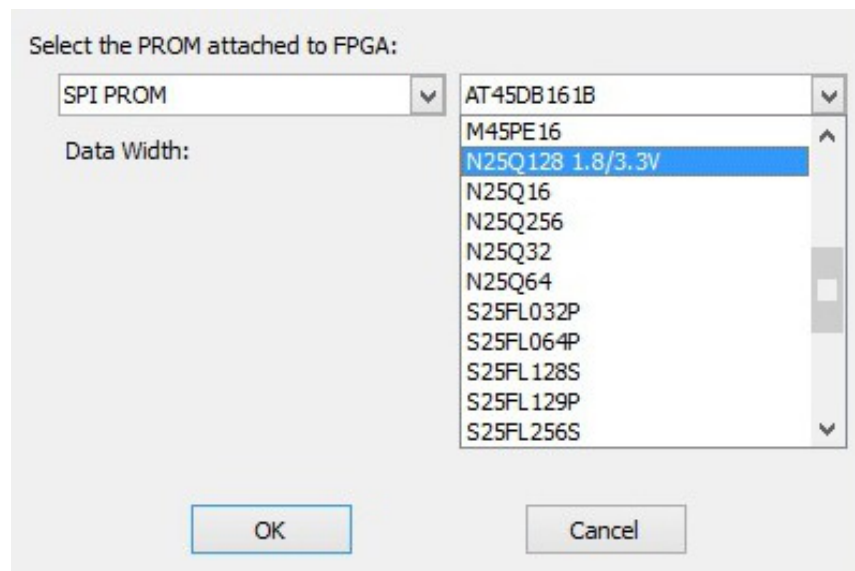 Select the PROM attached to FPGA:
SPI PROM
AT45DB161B
Data Width:
M45PE16
N25Q128 1.8/3.3V
N25Q16
N25Q256
N25Q32
N25Q64
S25FL032P
S25FL064P
S25FL128S
S25FL129P
S25FL256S
OK
Cancel